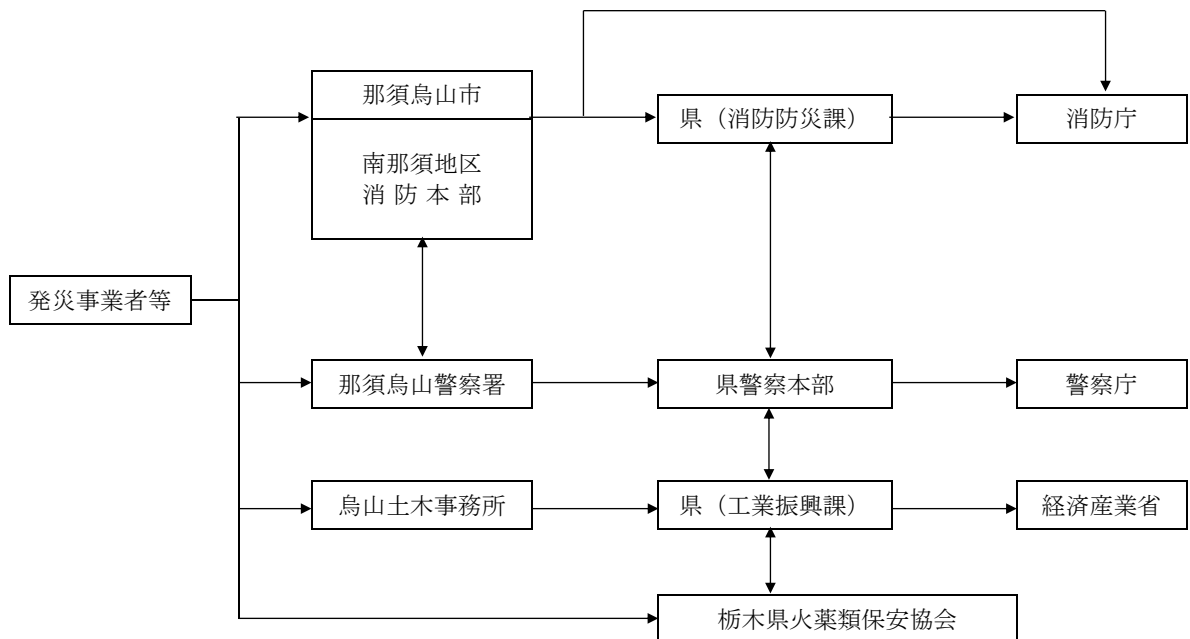 那須烏山市
県（消防防災課）
消防庁
南那須地区
消防本部
発災事業者等
那須烏山警察署
県警察本部
警察庁
烏山土木事務所
県（工業振興課）
経済産業省
栃木県火薬類保安協会